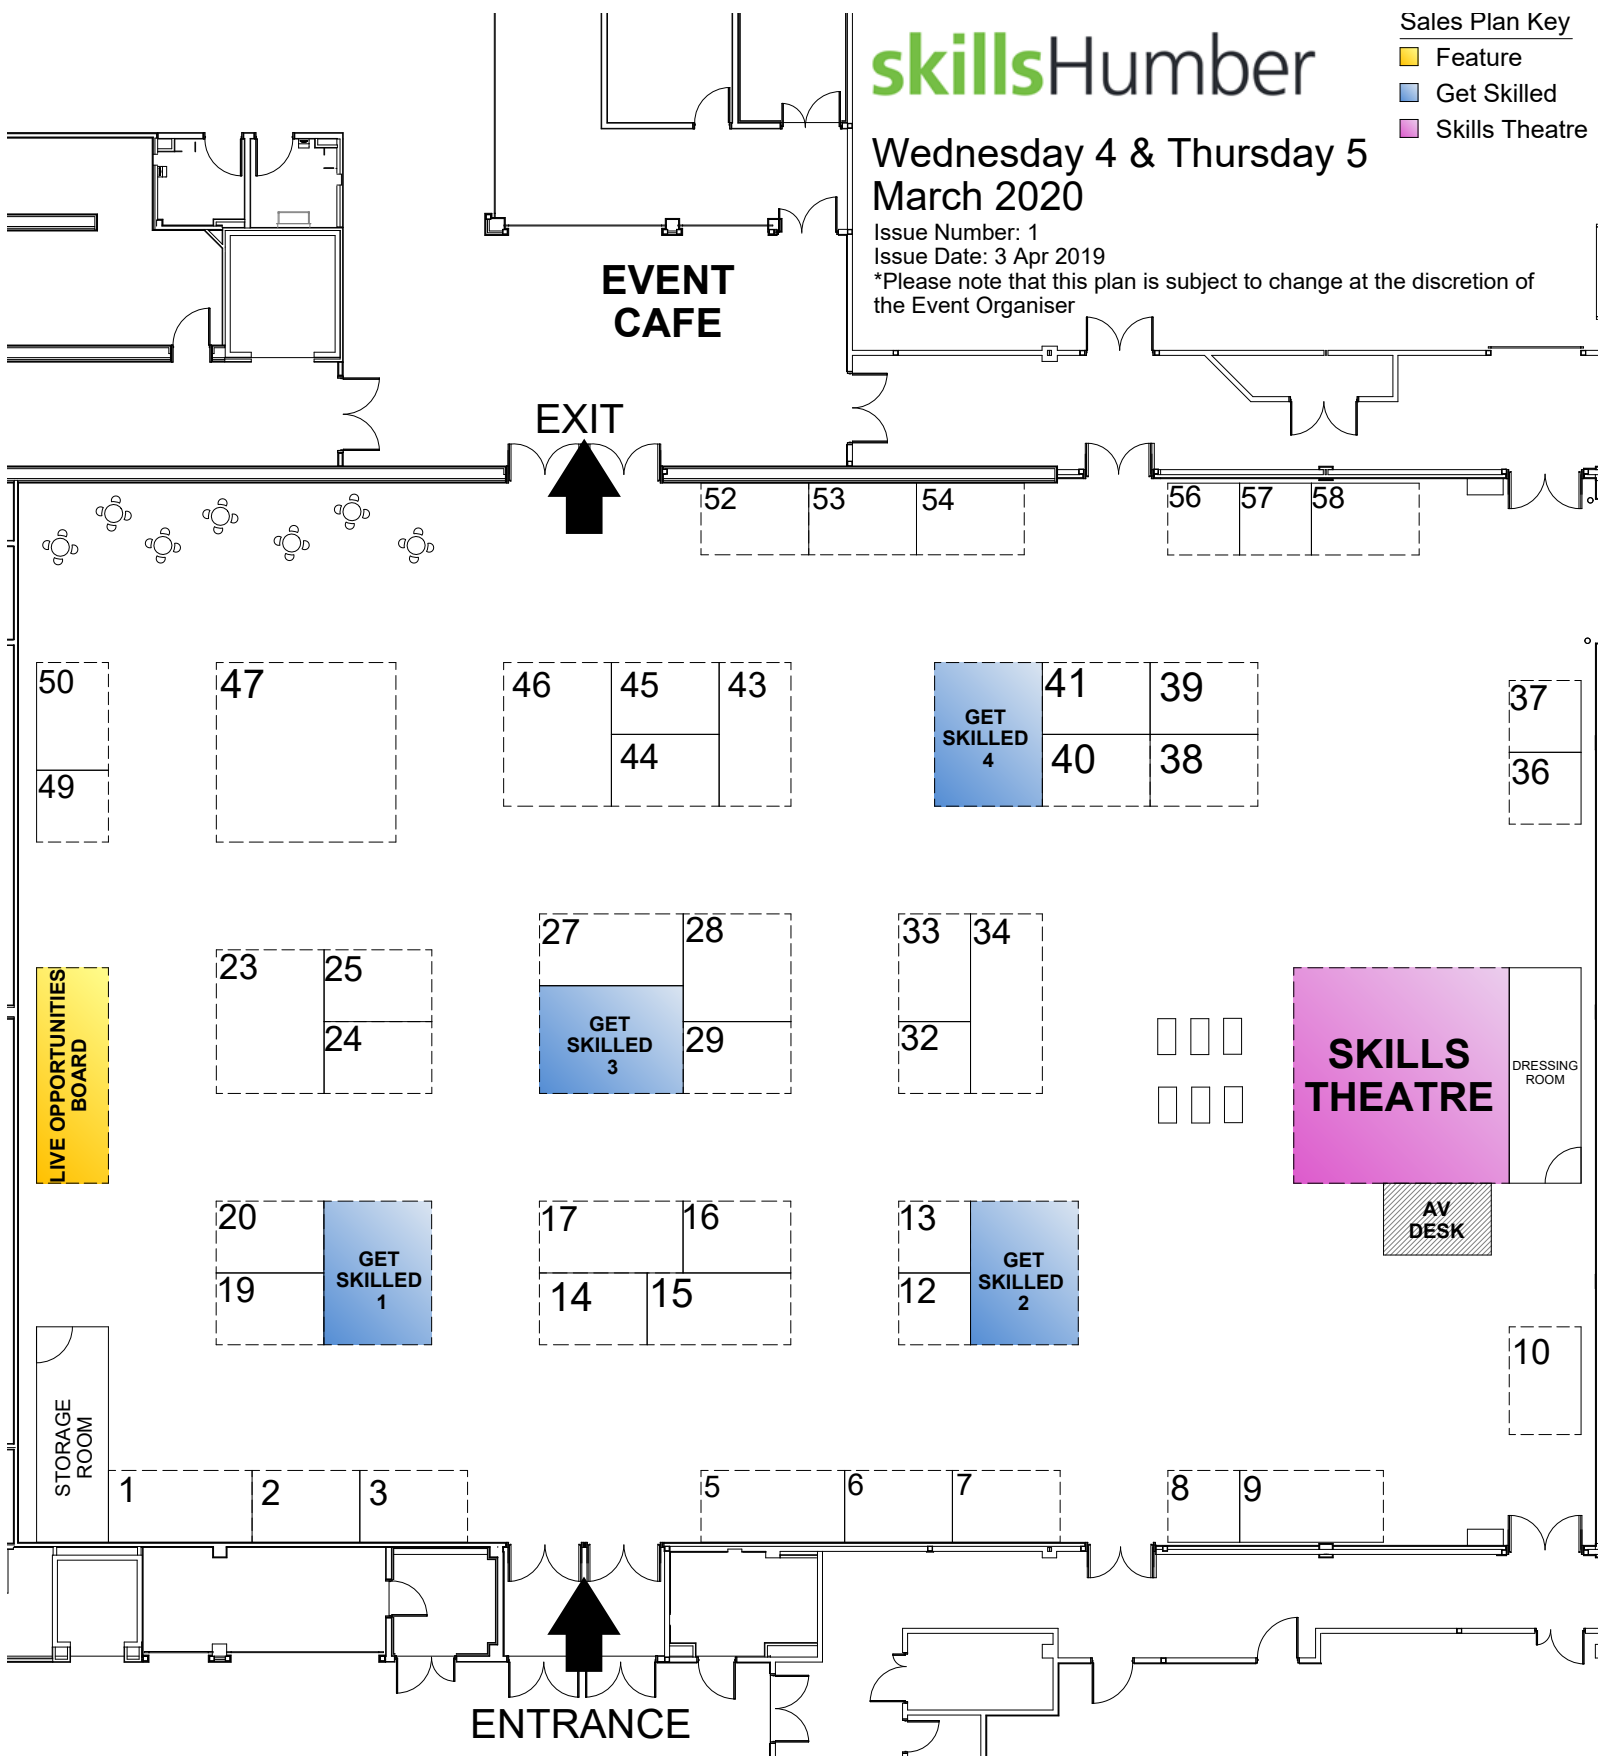 Sales Plan Key
Feature
Get Skilled
Skills Theatre
skillsHumber
Wednesday 4 & Thursday 5
March 2020
Issue Number: 1
Issue Date: 3 Apr 2019
*Please note that this plan is subject to change at the discretion of
the Event Organiser
EVENT
CAFE
EXIT
52 53 54 56 57 58
50 47 46 45 43 GET
SKILLED
4 41 39 37
49 44 40 38 36
27 28 33 34
23 25
LIVE OPPORTUNITIES
BOARD
24 GET
SKILLED
3 29 32
SKILLS
THEATRE
DRESSING
ROOM
AV
DESK
20 GET
SKILLED
1 17 16 13 GET
SKILLED
2
19 14 15 12
10
STORAGE
ROOM
1 2 3 5 6 7 8 9
ENTRANCE